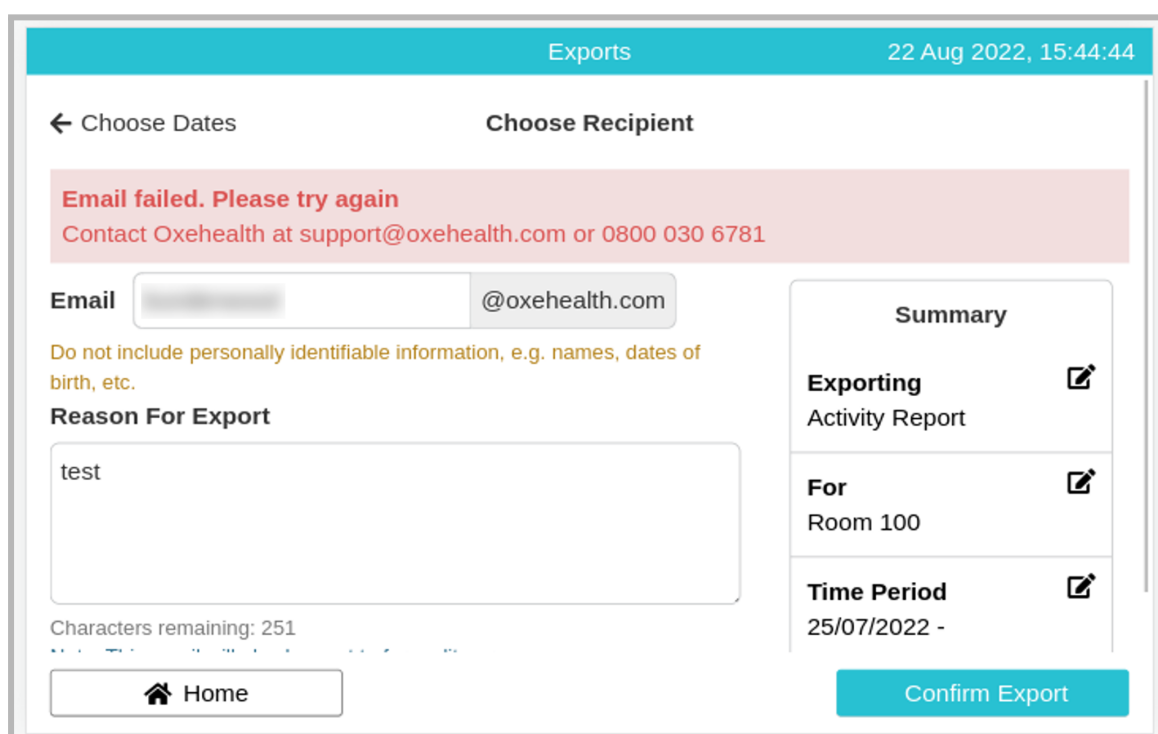 Exports
22 Aug 2022, 15:44:44
Choose Dates
Choose Recipient
Email failed. Please try again
Contact Oxehealth at support@oxehealth.com or 0800 030 6781
Email
@oxehealth.com
Do not include personally identifiable information, e.g. names, dates of
birth, etc.
Reason For Export
test
Characters remaining: 251
Summary
Exporting
Activity Report
For
Room 100
Time Period
25/07/2022 -
Home
Confirm Export